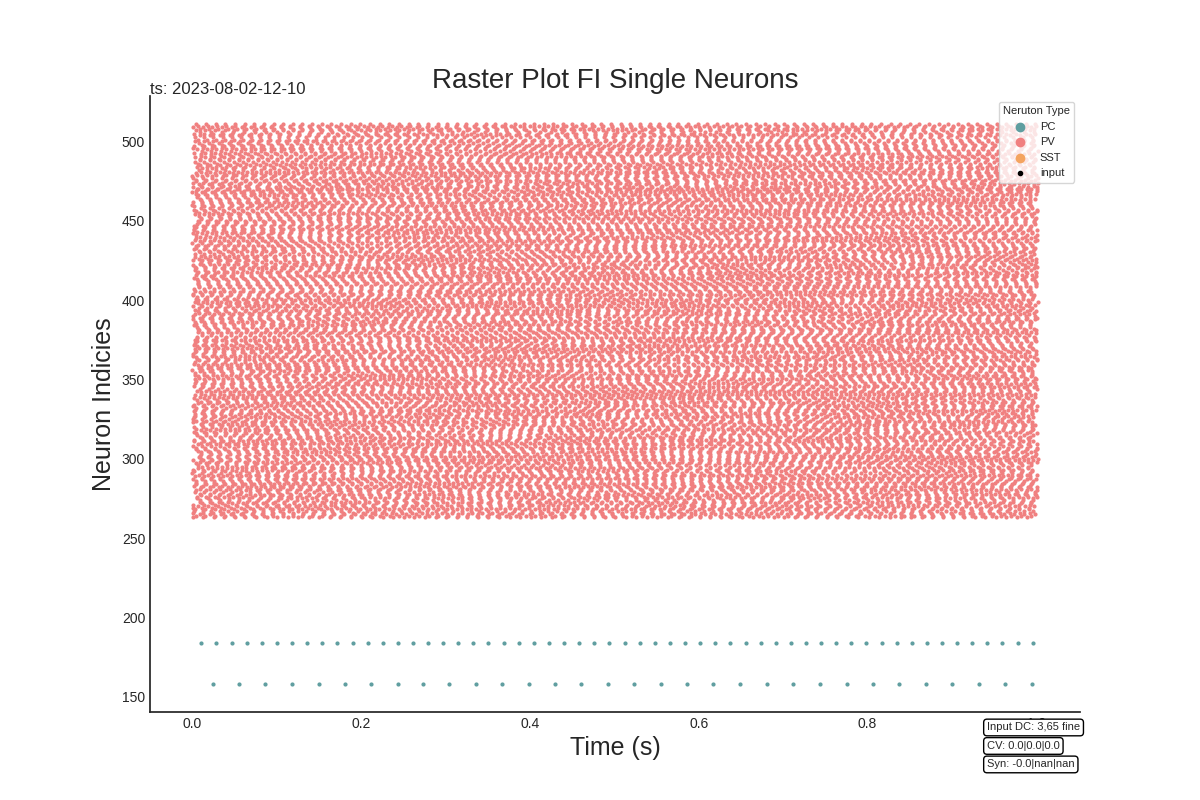 Raster Plot FI Single Neurons
ts: 2023-08-02-12-10
Neruton Type
PC
PV
SST
input
500
450
400
350
300
250
200
150
Neuron Indicies
0.0 0.2 0.4 0.6 0.8
Time (s)
Input DC: 3,65 fine
CV: 0.0|0.0|0.0
Syn: -0.0|nan|nan